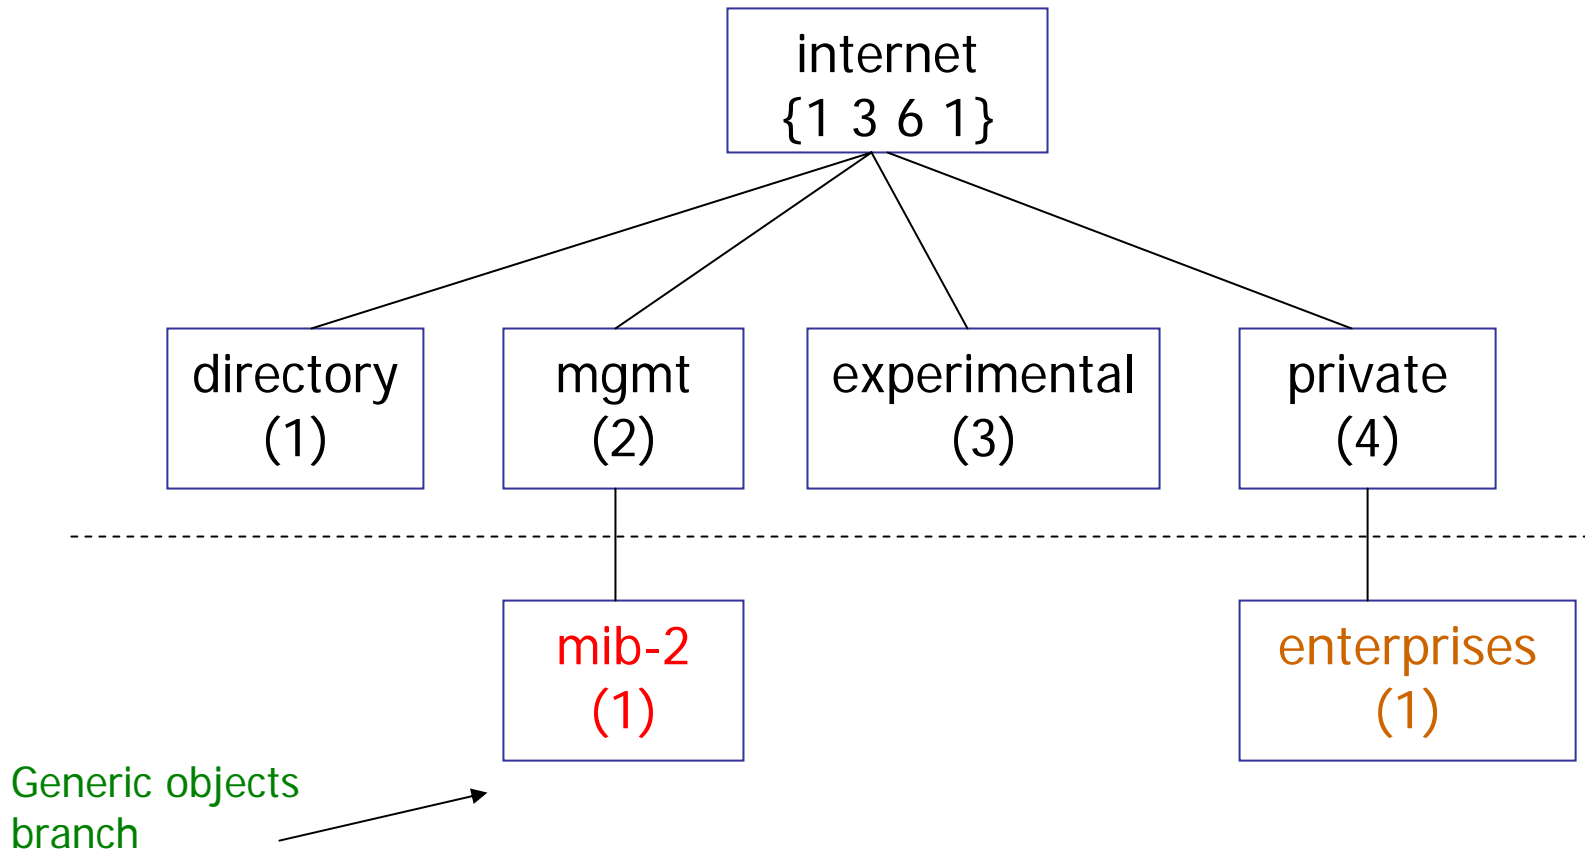 internet
{1 3 6 1}
directory
(1)
mgmt
(2)
experimental
(3)
private
(4)
mib-2
(1)
enterprises
(1)
Generic objects
branch